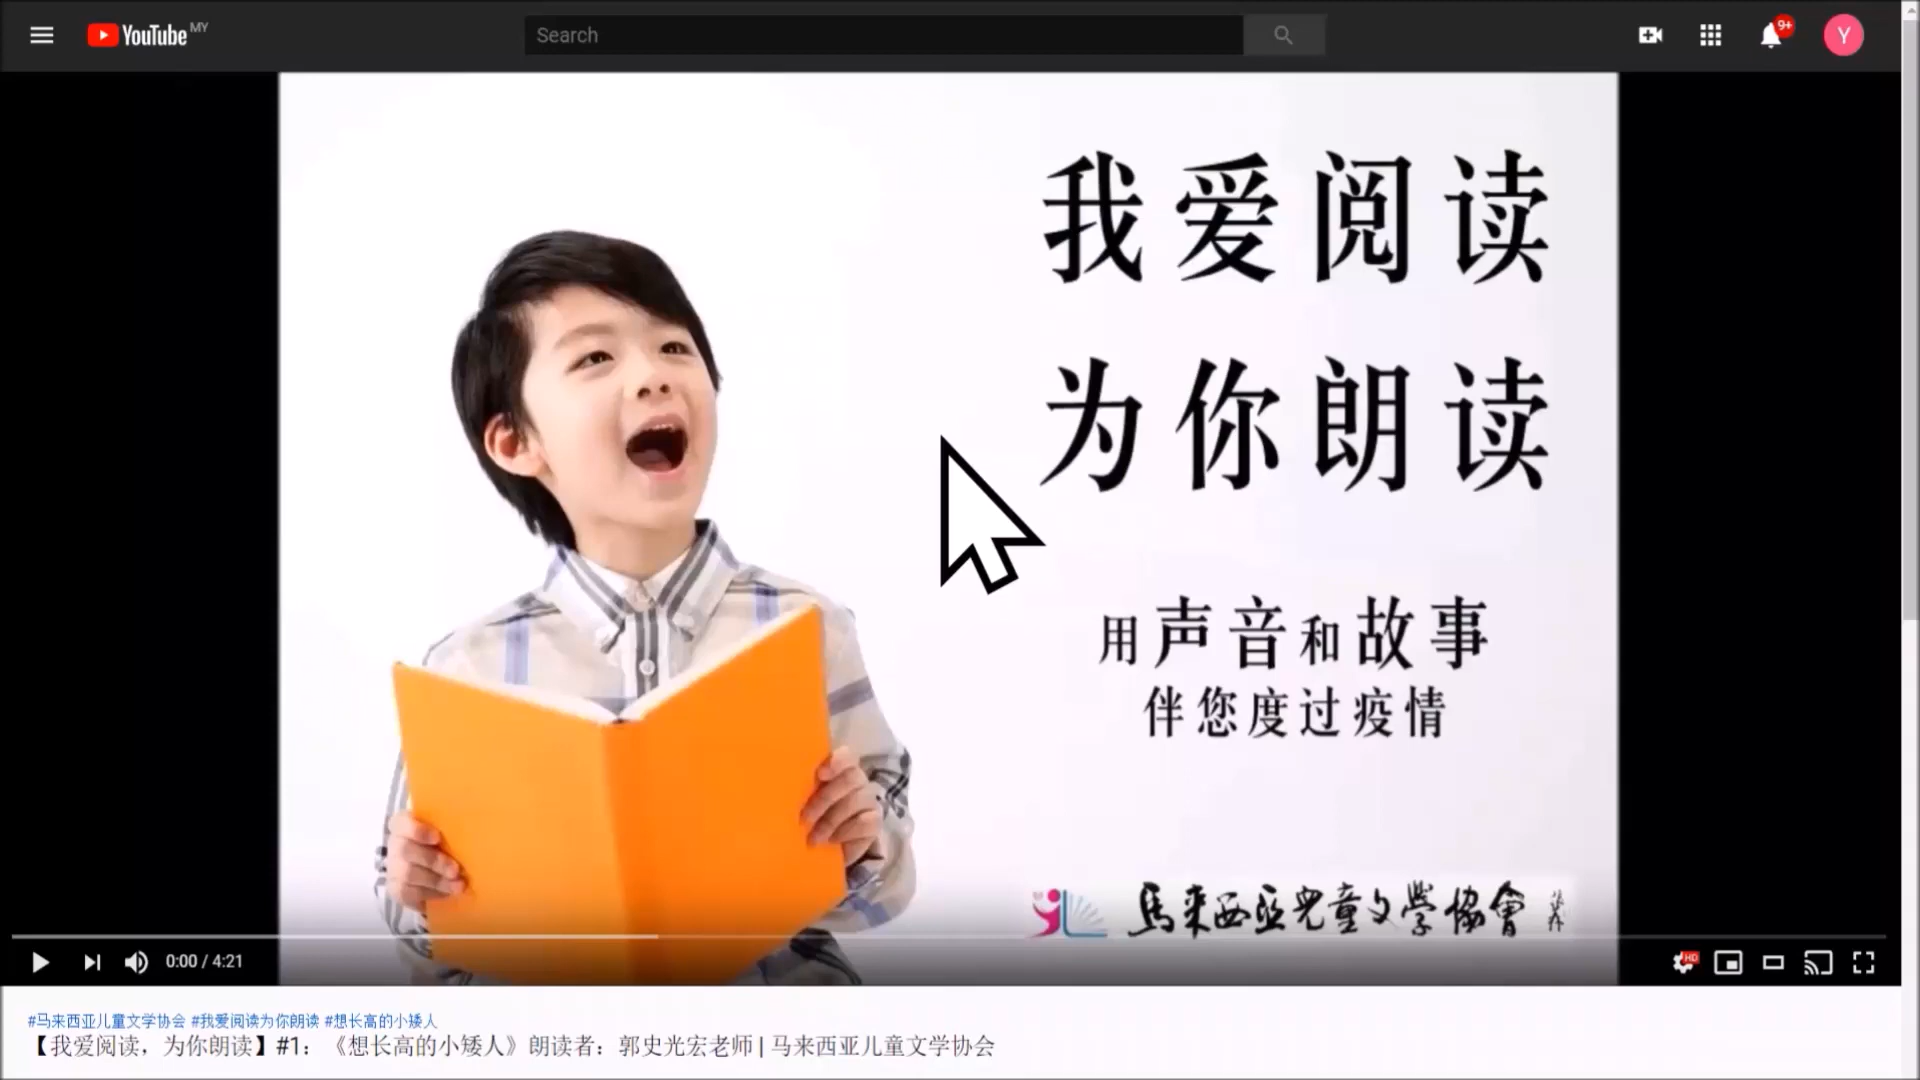 YouTube MY
Search
9+
Y
我爱阅读
为你朗读
用声音和故事
伴您度过疫情
馬来西亞兒童文學協會
0:00 / 4:21
HD
#马来西亚儿童文学协会 #我爱阅读为你朗读 #想长高的小矮人
【我爱阅读，为你朗读】#1：《想长高的小矮人》朗读者：郭史光宏老师 | 马来西亚儿童文学协会